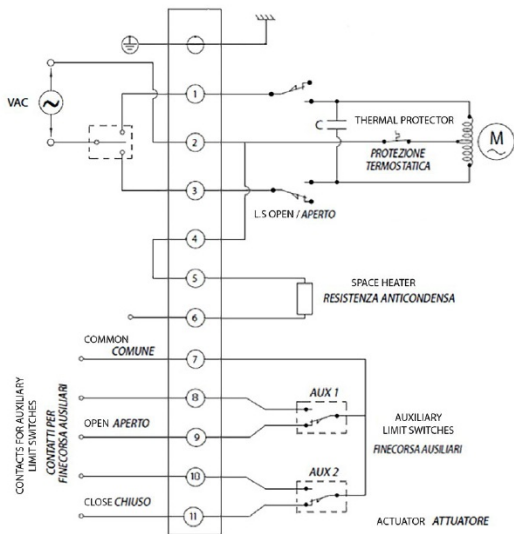 VAC
1
2
3
4
5
6
7
8
9
10
11
C
THERMAL PROTECTOR
PROTEZIONE
TERMOSTATICA
M
L.S OPEN / APERTO
SPACE HEATER
RESISTENZA ANTICONDENSA
COMMON
COMUNE
OPEN APERTO
CLOSE CHIUSO
CONTACTS FOR AUXILIARY
LIMIT SWITCHES
CONTATTI PER
FINECORSA AUSILIARI
AUX 1
AUX 2
AUXILIARY
LIMIT SWITCHES
FINECORSA AUSILIARI
ACTUATOR ATTUATORE